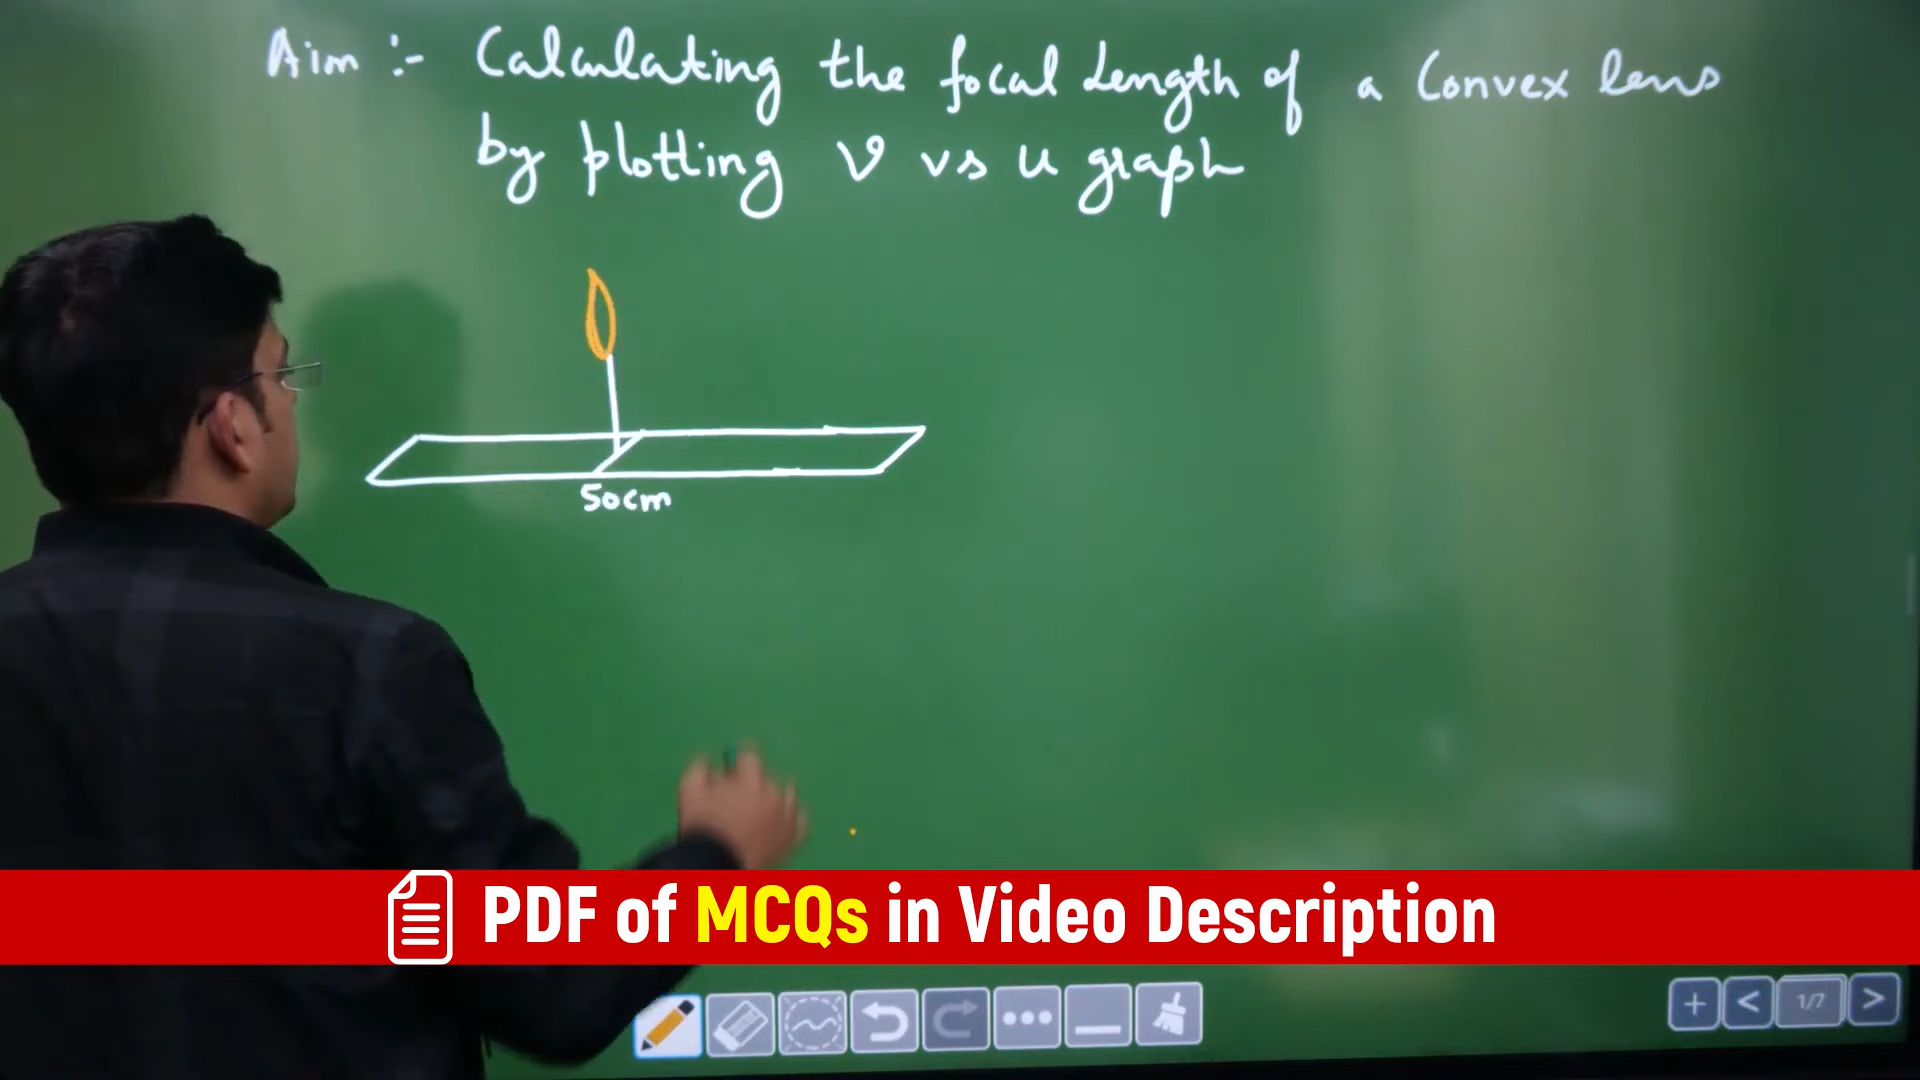 Aim :- Calculating the focal Length of a Convex lens
by plotting v vs u graph
50cm
PDF of MCQs in Video Description
1/7